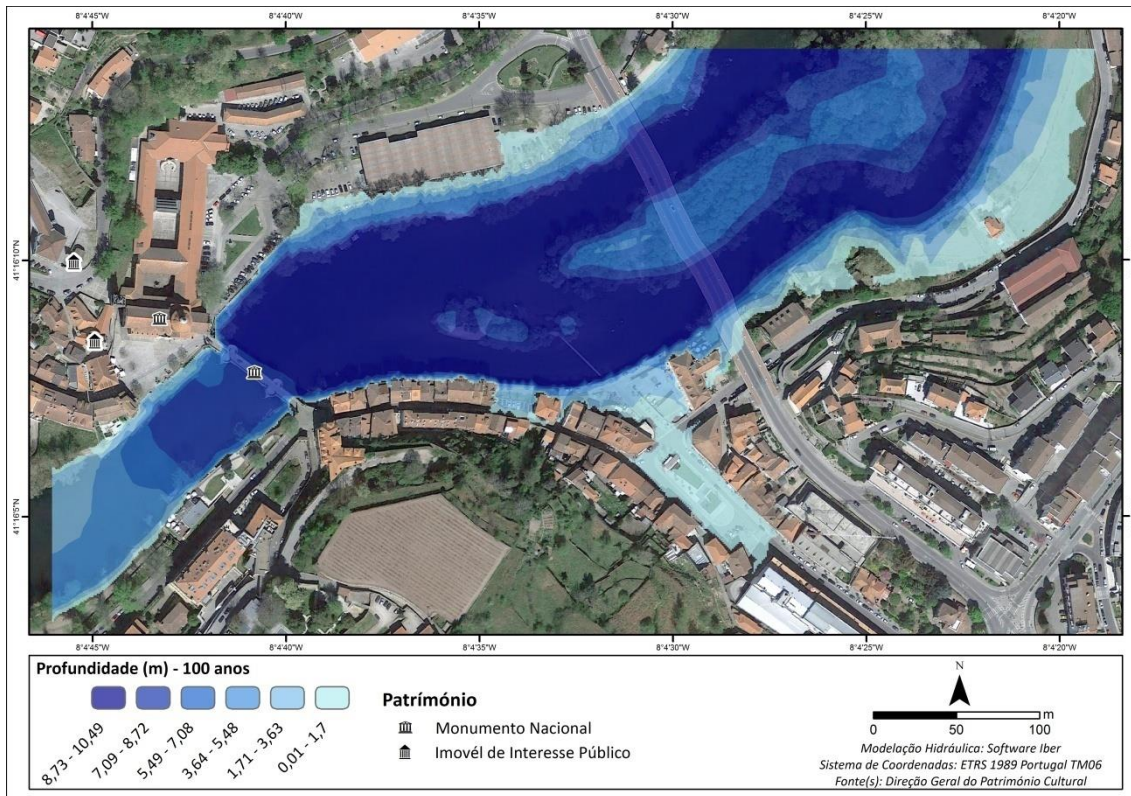 8°4'45"W 8°4'40"W 8°4'35"W 8°4'30"W 8°4'25"W 8°4'20"W
41°16'10"N
41°16'5"N
8°4'45"W 8°4'40"W 8°4'35"W 8°4'30"W 8°4'25"W 8°4'20"W
Profundidade (m) - 100 anos
8,73 - 10,49
7,09 - 8,72
5,49 - 7,08
3,64 - 5,48
1,71 - 3,63
0,01 - 1,7
Patrímónio
Monumento Nacional
Imovél de Interesse Público
N
m
0 50 100
Modelação Hidráulica: Software Iber
Sistema de Coordenadas: ETRS 1989 Portugal TM06
Fonte(s): Direção Geral do Património Cultural